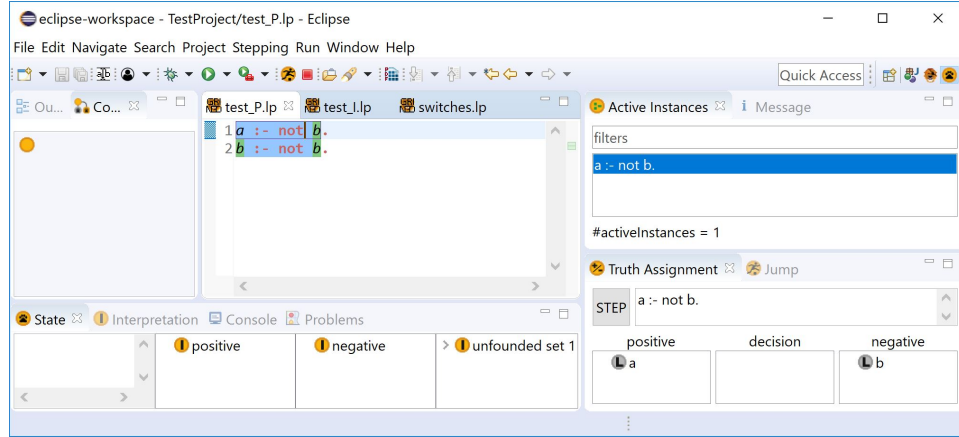 eclipse-workspace - TestProject/test_P.lp - Eclipse
File Edit Navigate Search Project Stepping Run Window Help
Quick Access
Ou... Co... test_P.lp test_I.lp switches.lp Active Instances Message
1 a :- not b.
2 b :- not b.
filters
a :- not b.
#activeInstances = 1
Truth Assignment Jump
STEP a :- not b.
positive decision negative
a b
State Interpretation Console Problems
positive negative unfounded set 1